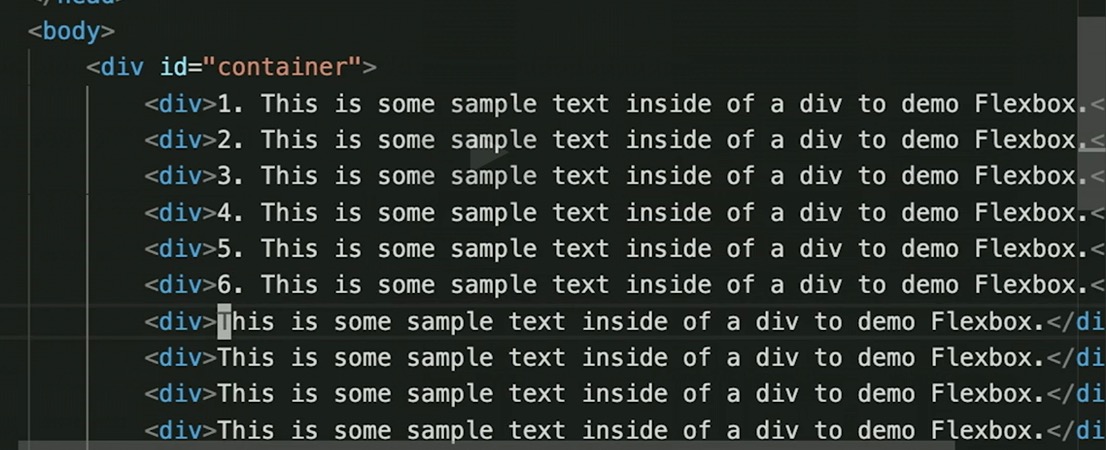 <body>
<div id="container">
<div>1. This is some sample text inside of a div to demo Flexbox.<
<div>2. This is some sample text inside of a div to demo Flexbox.<
<div>3. This is some sample text inside of a div to demo Flexbox.<
<div>4. This is some sample text inside of a div to demo Flexbox.<
<div>5. This is some sample text inside of a div to demo Flexbox.<
<div>6. This is some sample text inside of a div to demo Flexbox.<
<div>This is some sample text inside of a div to demo Flexbox.</di
<div>This is some sample text inside of a div to demo Flexbox.</di
<div>This is some sample text inside of a div to demo Flexbox.</di
<div>This is some sample text inside of a div to demo Flexbox.</di